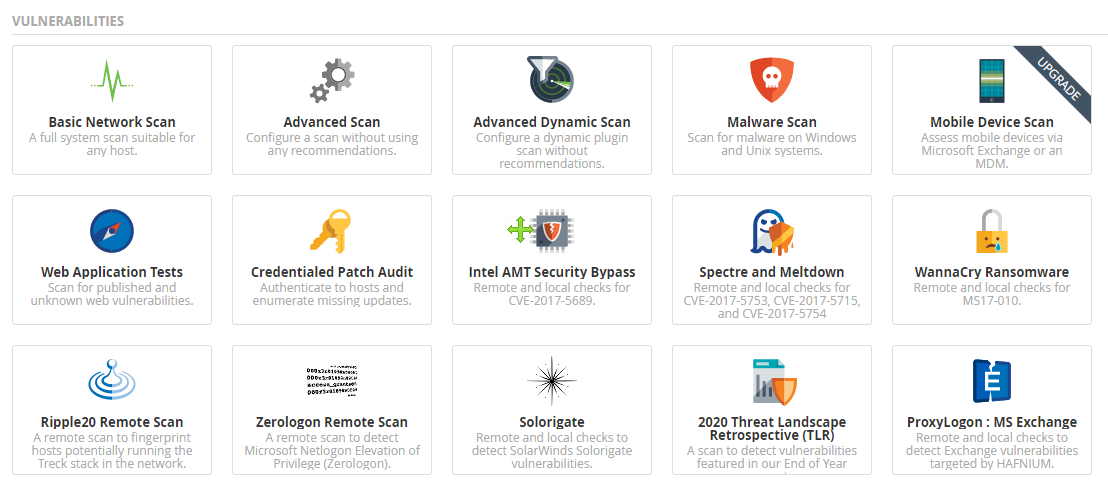 VULNERABILITIES
UPGRADE
Basic Network Scan
A full system scan suitable for
any host.
Advanced Scan
Configure a scan without using
any recommendations.
Advanced Dynamic Scan
Configure a dynamic plugin
scan without
recommendations.
Malware Scan
Scan for malware on Windows
and Unix systems.
Mobile Device Scan
Assess mobile devices via
Microsoft Exchange or an
MDM.
Web Application Tests
Scan for published and
unknown web vulnerabilities.
Credentialed Patch Audit
Authenticate to hosts and
enumerate missing updates.
Intel AMT Security Bypass
Remote and local checks for
CVE-2017-5689.
Spectre and Meltdown
Remote and local checks for
CVE-2017-5753, CVE-2017-5715,
and CVE-2017-5754
WannaCry Ransomware
Remote and local checks for
MS17-010.
Ripple20 Remote Scan
A remote scan to fingerprint
hosts potentially running the
Treck stack in the network.
Zerologon Remote Scan
A remote scan to detect
Microsoft Netlogon Elevation of
Privilege (Zerologon).
Solorigate
Remote and local checks to
detect SolarWinds Solorigate
vulnerabilities.
2020 Threat Landscape
Retrospective (TLR)
A scan to detect vulnerabilities
featured in our End of Year
E
ProxyLogon : MS Exchange
Remote and local checks to
detect Exchange vulnerabilities
targeted by HAFNIUM.